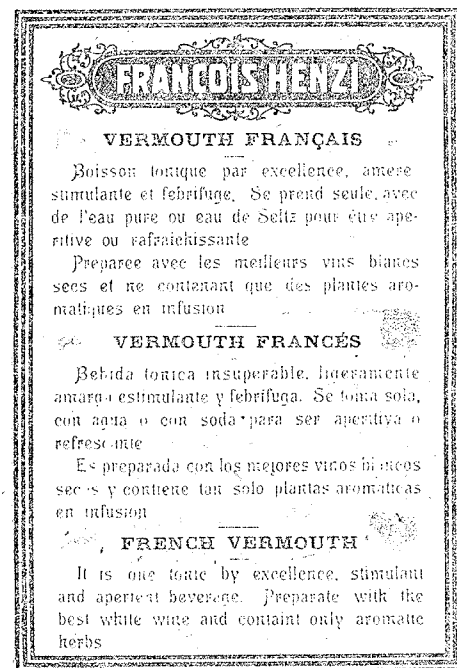 FRANCOIS HENZI
VERMOUTH FRANÇAIS
Boisson tonique par excellence, amere
stimulante et febrifuge. Se prend seule, avec
de l'eau pure ou eau de Seltz pour être ape-
ritive ou rafraichissante
Preparee avec les meilleurs vins blancs
secs et ne contenant que des plantes aro-
matiques en infusion
VERMOUTH FRANCÉS
Bebida tonica insuperable, ligeramente
amarga estimulante y febrifuga. Se toma sola,
con agua o con soda para ser aperitiva o
refrescante
Es preparada con los mejores vinos blancos
secos y contiene tan solo plantas aromaticas
en infusion
FRENCH VERMOUTH
It is one tonic by excellence, stimulant
and aperient beverege. Preparate with the
best white wine and containt only aromatic
herbs